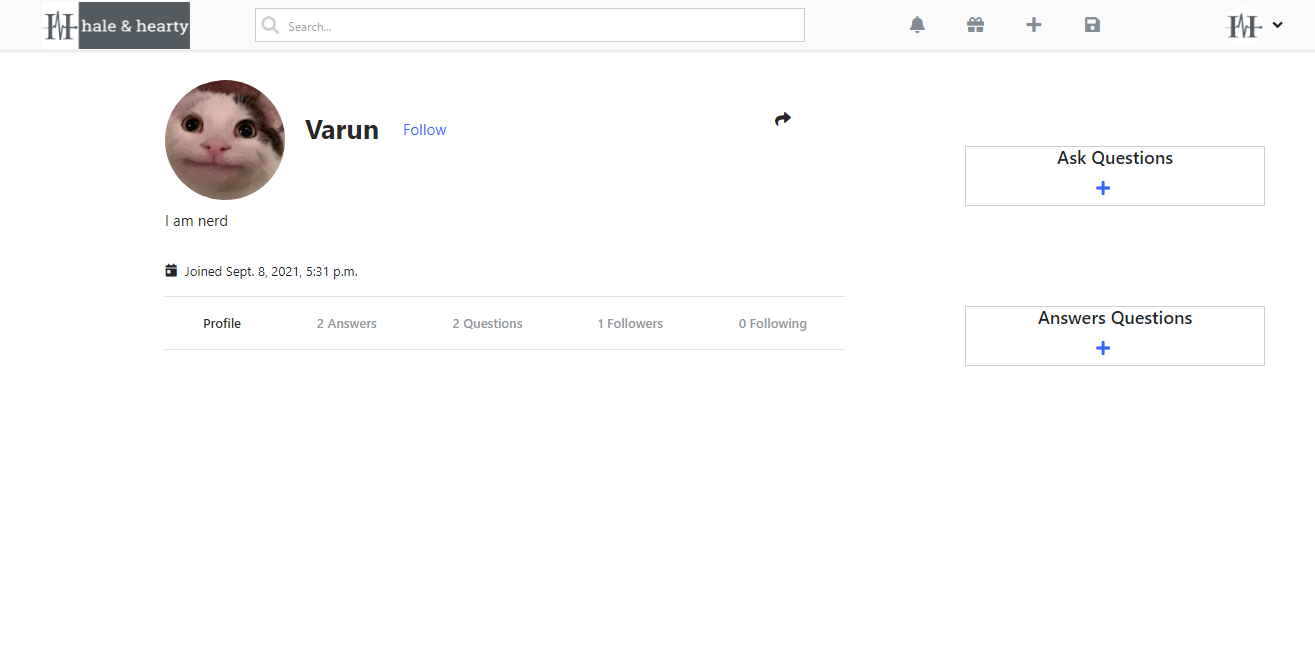 hale & hearty
Search...
Varun
Follow
I am nerd
Joined Sept. 8, 2021, 5:31 p.m.
Profile 2 Answers 2 Questions 1 Followers 0 Following
Ask Questions
Answers Questions